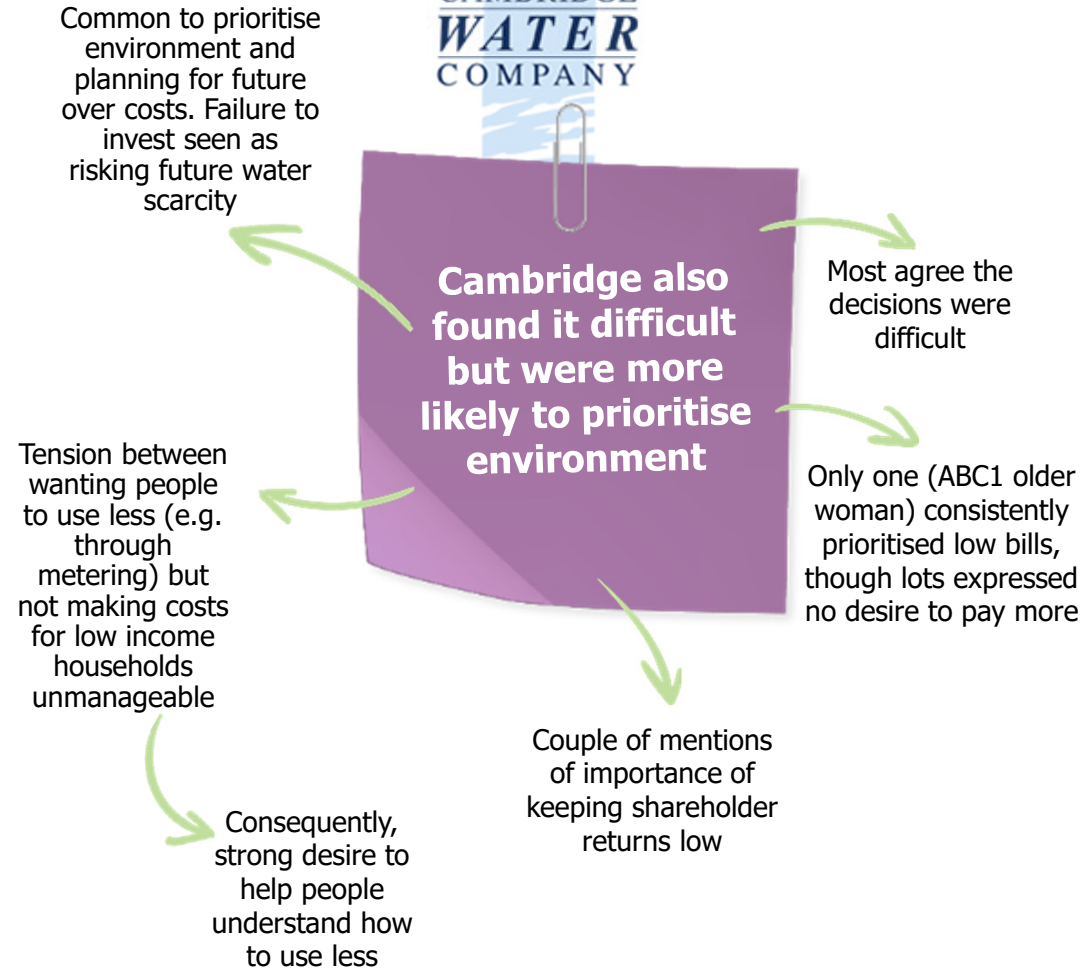 CAMBRIDGE
WATER
COMPANY
Common to prioritise
environment and
planning for future
over costs. Failure to
invest seen as
risking future water
scarcity
Cambridge also
found it difficult
but were more
likely to prioritise
environment
Most agree the
decisions were
difficult
Only one (ABC1 older
woman) consistently
prioritised low bills,
though lots expressed
no desire to pay more
Tension between
wanting people
to use less (e.g.
through
metering) but
not making costs
for low income
households
unmanageable
Couple of mentions
of importance of
keeping shareholder
returns low
Consequently,
strong desire to
help people
understand how
to use less